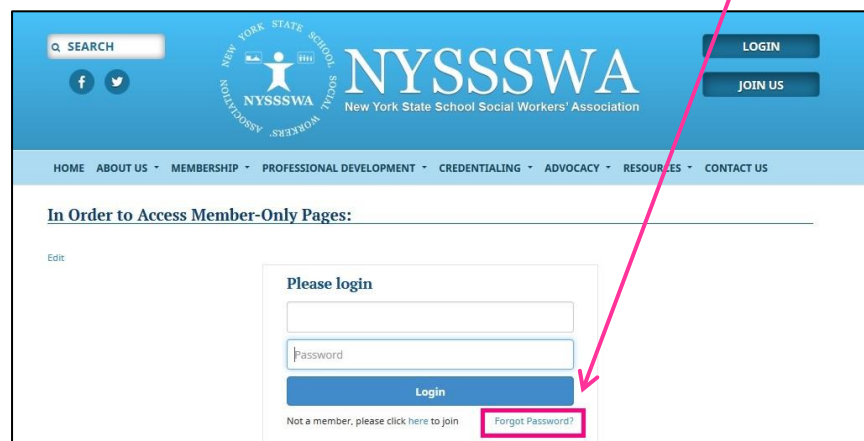 SEARCH
NEW YORK STATE SCHOOL SOCIAL WORKERS' ASSOCIATION
NYSSSWA
NYSSSWA
New York State School Social Workers' Association
LOGIN
JOIN US
HOME ABOUT US MEMBERSHIP PROFESSIONAL DEVELOPMENT CREDENTIALING ADVOCACY RESOURCES CONTACT US
In Order to Access Member-Only Pages:
Edit
Please login
Password
Login
Not a member, please click here to join Forgot Password?